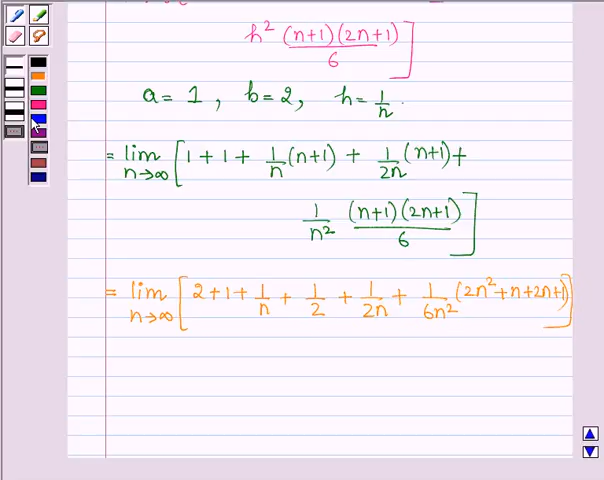 h² (n+1)(2n+1)/6 ]
a = 1 , b = 2 , h = 1/n .
= lim n→∞ [ 1 + 1 + 1/n (n+1) + 1/2n (n+1) +
1/n² (n+1)(2n+1)/6 ]
= lim n→∞ [ 2 + 1 + 1/n + 1/2 + 1/2n + 1/6n² (2n² + n + 2n + 1) ]